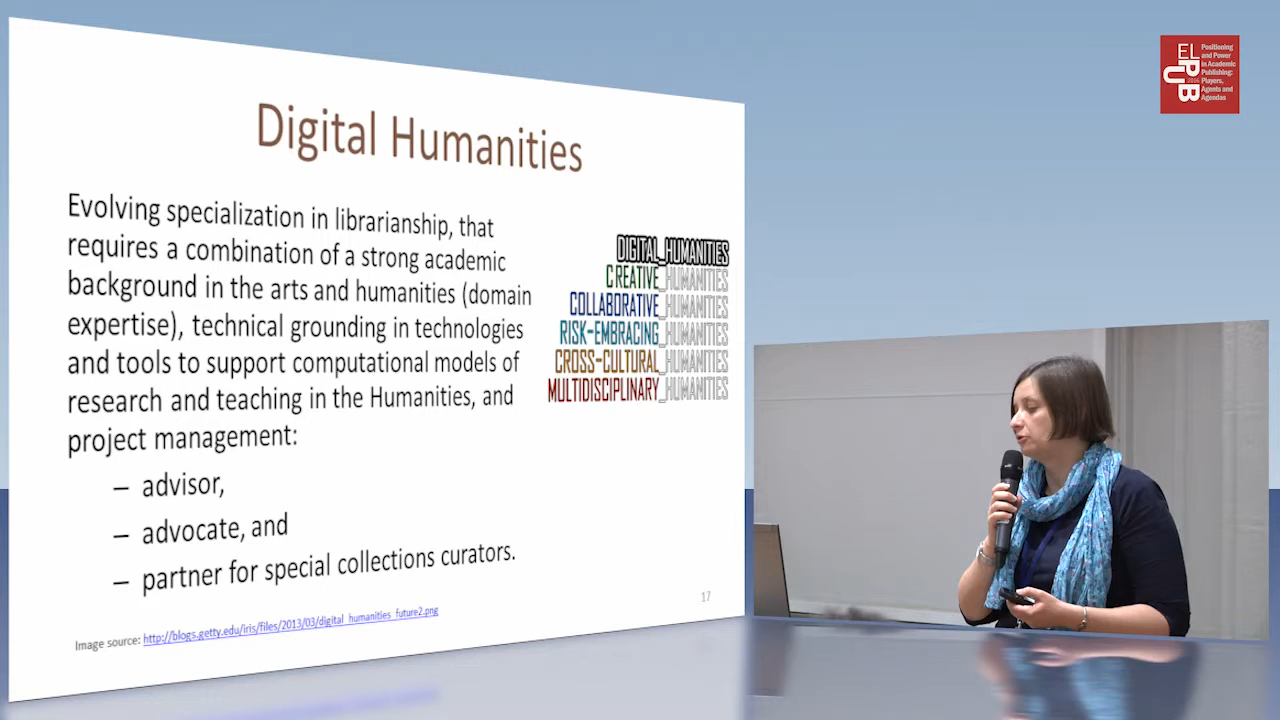 Digital Humanities
Evolving specialization in librarianship, that
requires a combination of a strong academic
background in the arts and humanities (domain
expertise), technical grounding in technologies
and tools to support computational models of
research and teaching in the Humanities, and
project management:
– advisor,
– advocate, and
– partner for special collections curators.
DIGITAL_HUMANITIES
CREATIVE_HUMANITIES
COLLABORATIVE_HUMANITIES
RISK-EMBRACING_HUMANITIES
CROSS-CULTURAL_HUMANITIES
MULTIDISCIPLINARY_HUMANITIES
Image source: http://blogs.getty.edu/iris/files/2013/03/digital_humanities_future2.png
17
ELPUB
2016
Positioning
and Power
in Academic
Publishing:
Players,
Agents and
Agendas